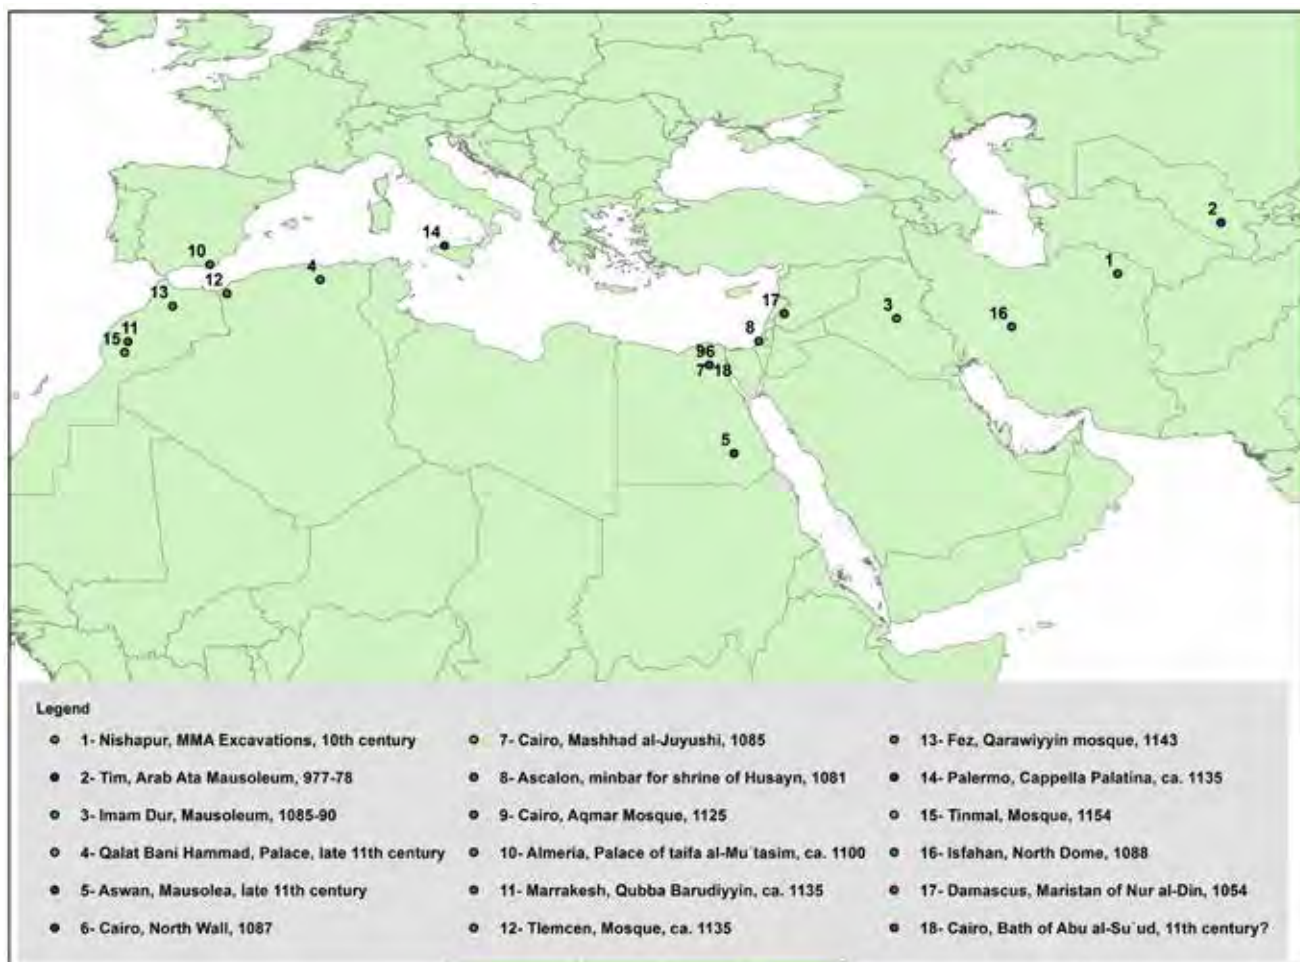 2
10
14
4
1
12
13
17
3
16
11
8
15
96
7 18
5
Legend
1- Nishapur, MMA Excavations, 10th century
2- Tim, Arab Ata Mausoleum, 977-78
3- Imam Dur, Mausoleum, 1085-90
4- Qalat Bani Hammad, Palace, late 11th century
5- Aswan, Mausolea, late 11th century
6- Cairo, North Wall, 1087
7- Cairo, Mashhad al-Juyushi, 1085
8- Ascalon, minbar for shrine of Husayn, 1081
9- Cairo, Aqmar Mosque, 1125
10- Almeria, Palace of taifa al-Mu`tasim, ca. 1100
11- Marrakesh, Qubba Barudiyyin, ca. 1135
12- Tlemcen, Mosque, ca. 1135
13- Fez, Qarawiyyin mosque, 1143
14- Palermo, Cappella Palatina, ca. 1135
15- Tinmal, Mosque, 1154
16- Isfahan, North Dome, 1088
17- Damascus, Maristan of Nur al-Din, 1054
18- Cairo, Bath of Abu al-Su`ud, 11th century?